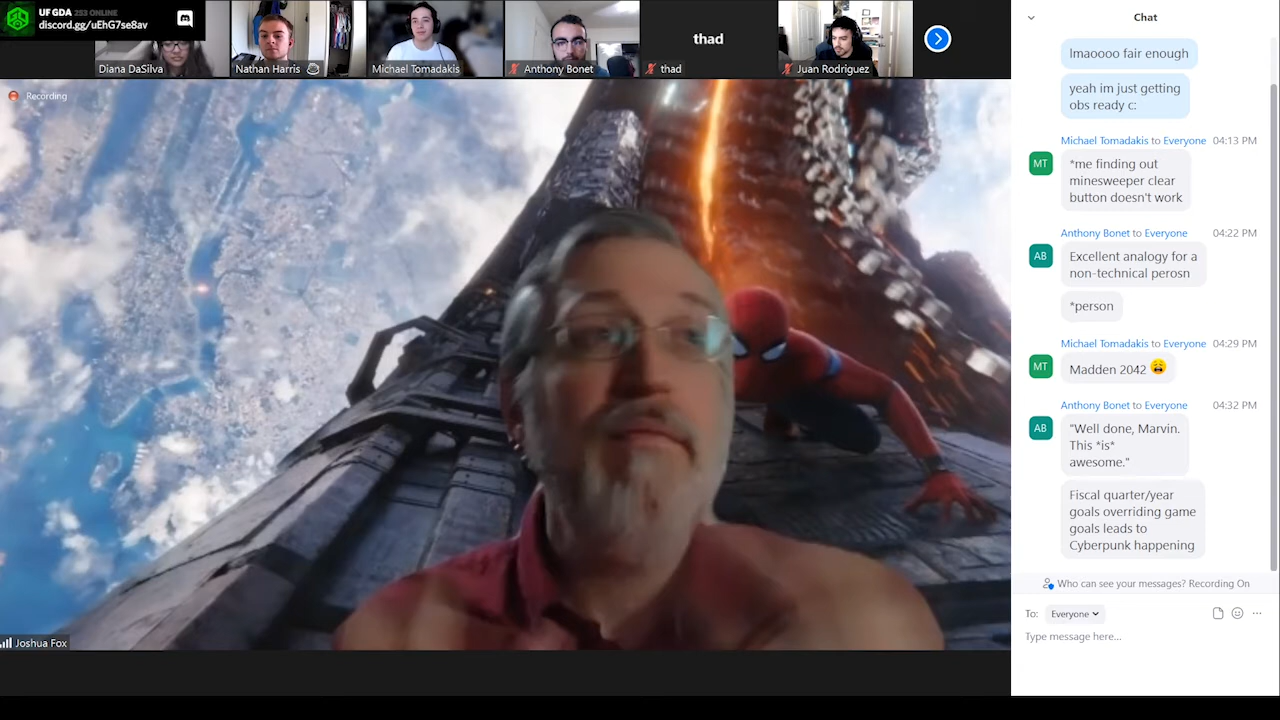 UF GDA 253 ONLINE
discord.gg/uEhG7se8av
Diana DaSilva
Nathan Harris
Michael Tomadakis
Anthony Bonet
thad
thad
Juan Rodriguez
Recording
Joshua Fox
Chat
lmaoooo fair enough
yeah im just getting
obs ready c:
Michael Tomadakis to Everyone 04:13 PM
MT
*me finding out
minesweeper clear
button doesn't work
Anthony Bonet to Everyone 04:22 PM
AB
Excellent analogy for a
non-technical perosn
*person
Michael Tomadakis to Everyone 04:29 PM
MT
Madden 2042 😩
Anthony Bonet to Everyone 04:32 PM
AB
"Well done, Marvin.
This *is*
awesome."
Fiscal quarter/year
goals overriding game
goals leads to
Cyberpunk happening
Who can see your messages? Recording On
To: Everyone
Type message here...